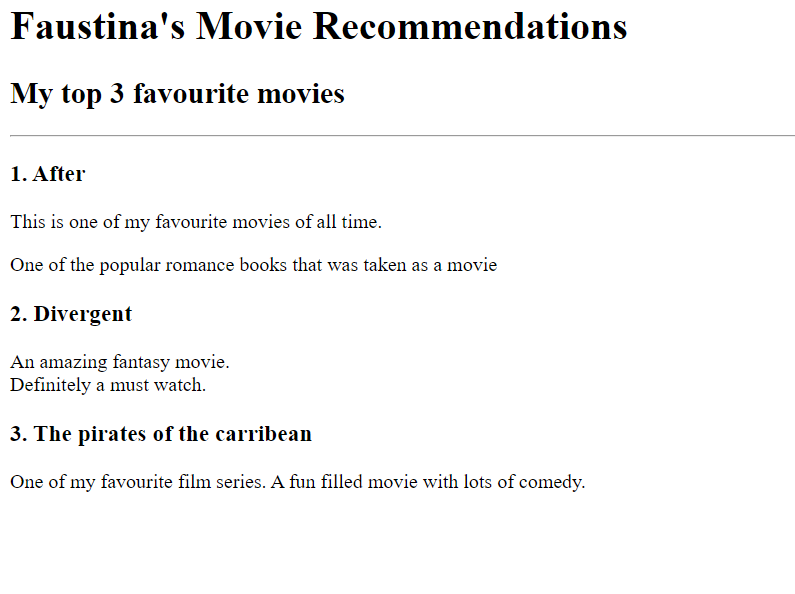 Faustina's Movie Recommendations
My top 3 favourite movies
1. After
This is one of my favourite movies of all time.
One of the popular romance books that was taken as a movie
2. Divergent
An amazing fantasy movie.
Definitely a must watch.
3. The pirates of the carribean
One of my favourite film series. A fun filled movie with lots of comedy.